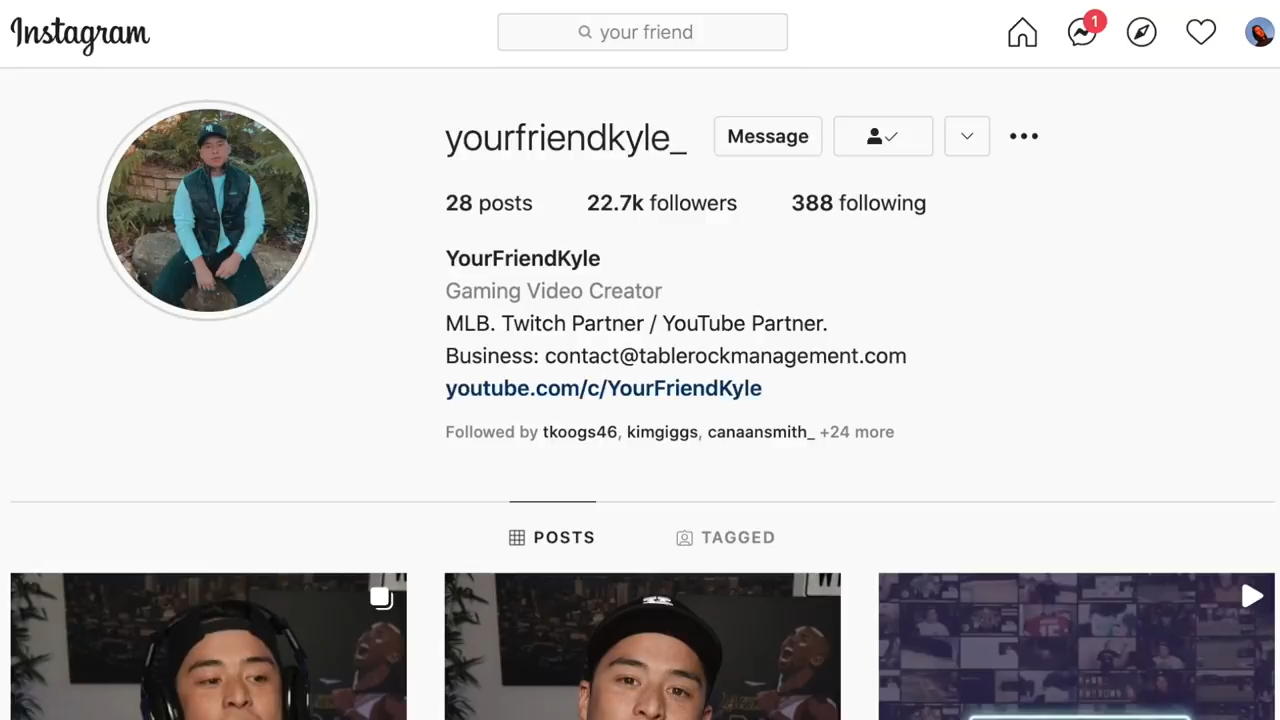 Instagram
your friend
1
yourfriendkyle_
Message
28 posts
22.7k followers
388 following
YourFriendKyle
Gaming Video Creator
MLB. Twitch Partner / YouTube Partner.
Business: contact@tablerockmanagement.com
youtube.com/c/YourFriendKyle
Followed by tkoogs46, kimgiggs, canaansmith_ +24 more
POSTS
TAGGED